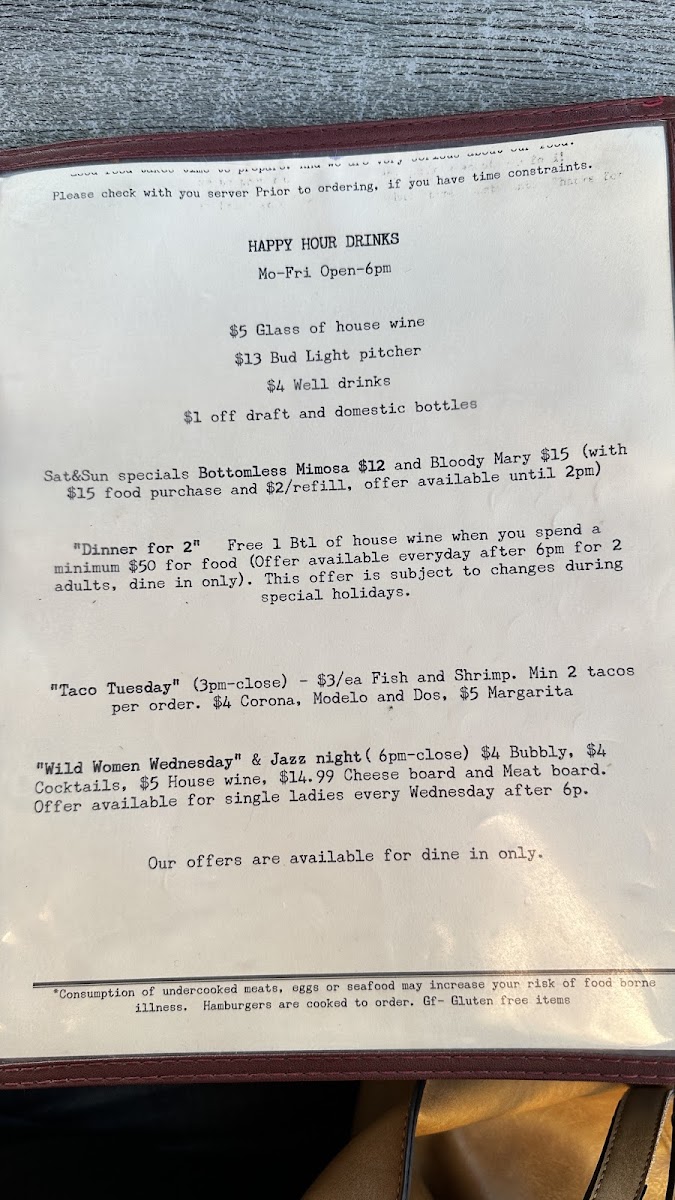 Please check with you server Prior to ordering, if you have time constraints.
HAPPY HOUR DRINKS
Mo-Fri Open-6pm
$5 Glass of house wine
$13 Bud Light pitcher
$4 Well drinks
$1 off draft and domestic bottles
Sat&Sun specials Bottomless Mimosa $12 and Bloody Mary $15 (with
$15 food purchase and $2/refill, offer available until 2pm)
"Dinner for 2" Free 1 Btl of house wine when you spend a
minimum $50 for food (Offer available everyday after 6pm for 2
adults, dine in only). This offer is subject to changes during
special holidays.
"Taco Tuesday" (3pm-close) - $3/ea Fish and Shrimp. Min 2 tacos
per order. $4 Corona, Modelo and Dos, $5 Margarita
"Wild Women Wednesday" & Jazz night( 6pm-close) $4 Bubbly, $4
Cocktails, $5 House wine, $14.99 Cheese board and Meat board.
Offer available for single ladies every Wednesday after 6p.
Our offers are available for dine in only.
*Consumption of undercooked meats, eggs or seafood may increase your risk of food borne
illness. Hamburgers are cooked to order. Gf- Gluten free items